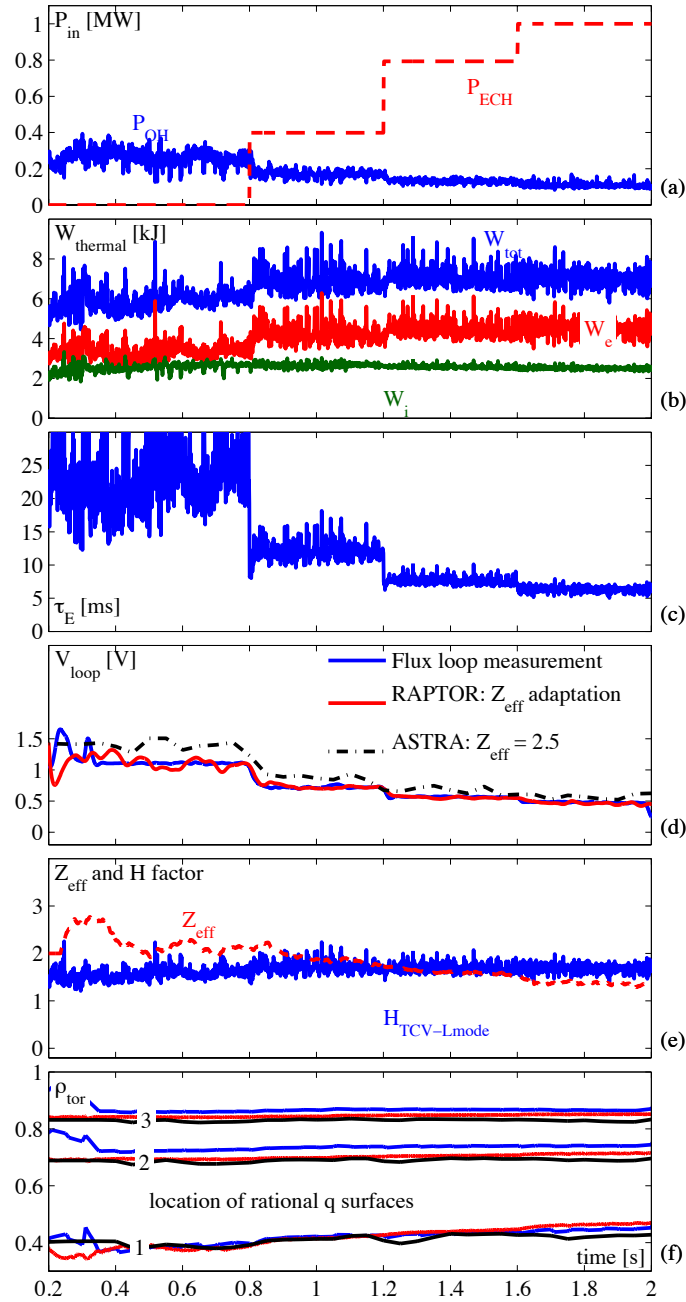 P_in [MW]
1
0.8
0.6
0.4
0.2
0
P_OH
P_ECH
(a)
W_thermal [kJ]
8
6
4
2
0
W_tot
W_e
W_i
(b)
25
20
15
10
5
0
τ_E [ms]
(c)
V_loop [V]
1.5
1
0.5
0
Flux loop measurement
RAPTOR: Z_eff adaptation
ASTRA: Z_eff = 2.5
(d)
Z_eff and H factor
3
2
1
0
Z_eff
H_TCV−Lmode
(e)
ρ_tor
1
0.8
0.6
0.4
3
2
1
location of rational q surfaces
time [s]
(f)
0.2 0.4 0.6 0.8 1 1.2 1.4 1.6 1.8 2